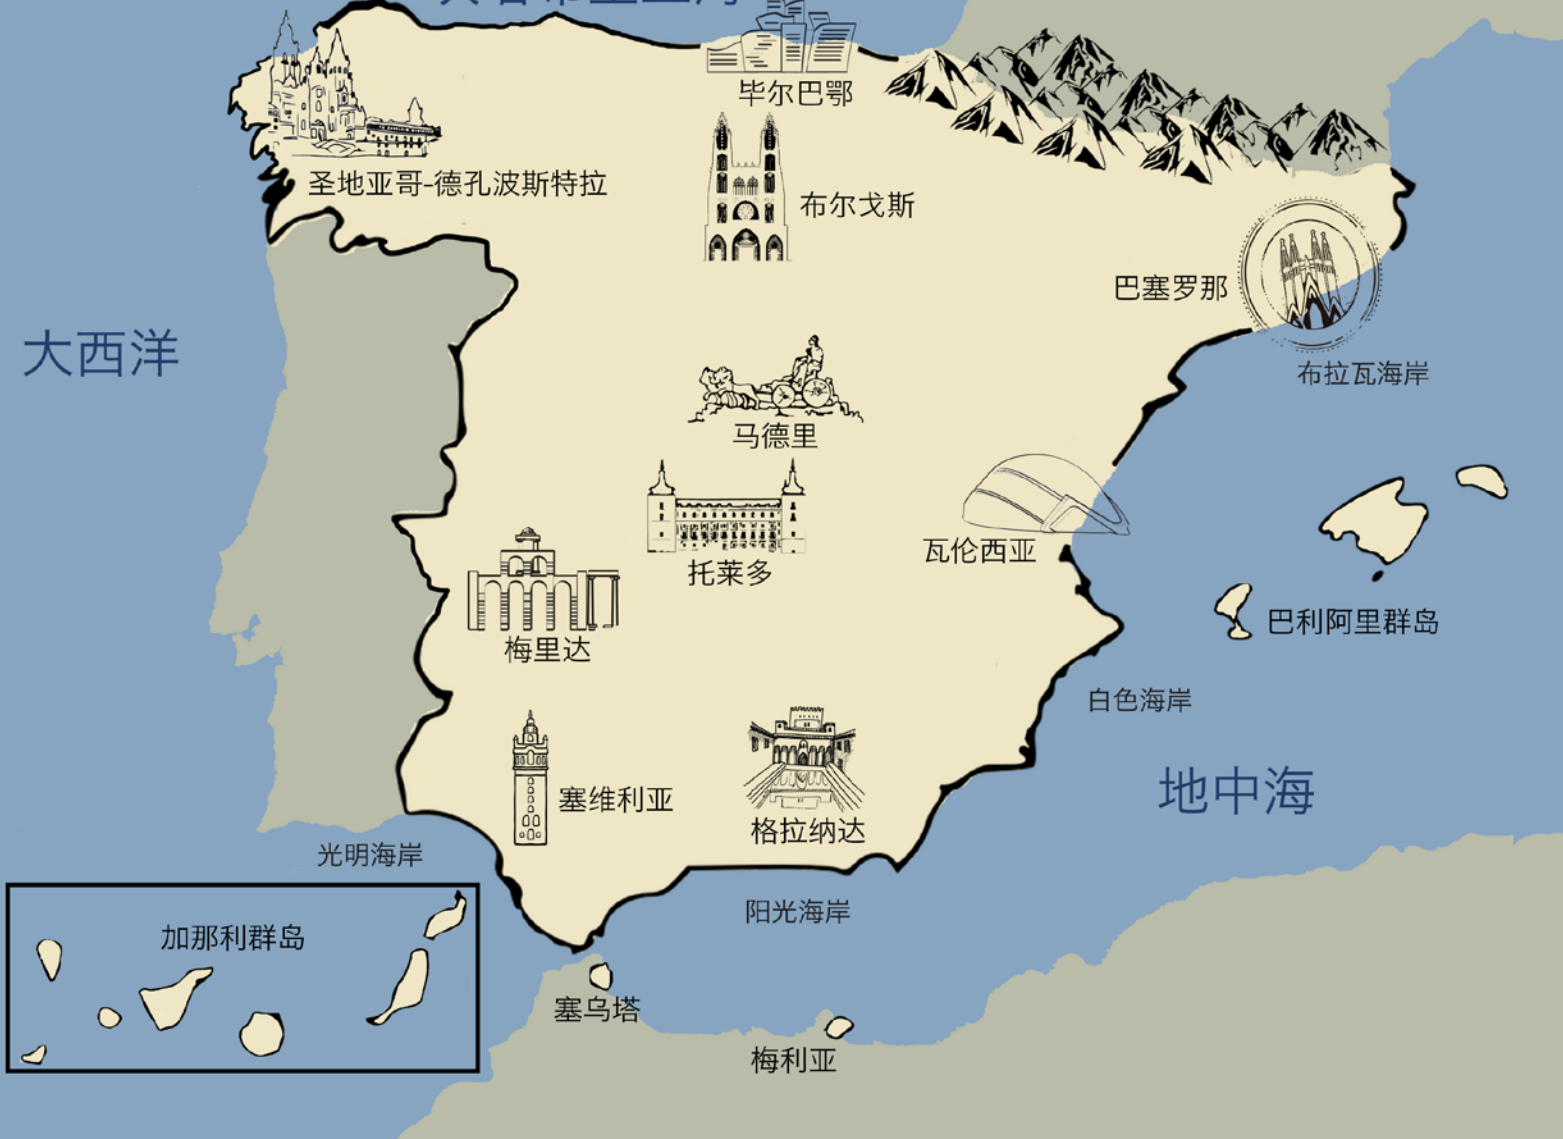 毕尔巴鄂
圣地亚哥-德孔波斯特拉
布尔戈斯
巴塞罗那
大西洋
布拉瓦海岸
马德里
瓦伦西亚
托莱多
巴利阿里群岛
梅里达
白色海岸
地中海
塞维利亚
格拉纳达
光明海岸
阳光海岸
加那利群岛
塞乌塔
梅利亚